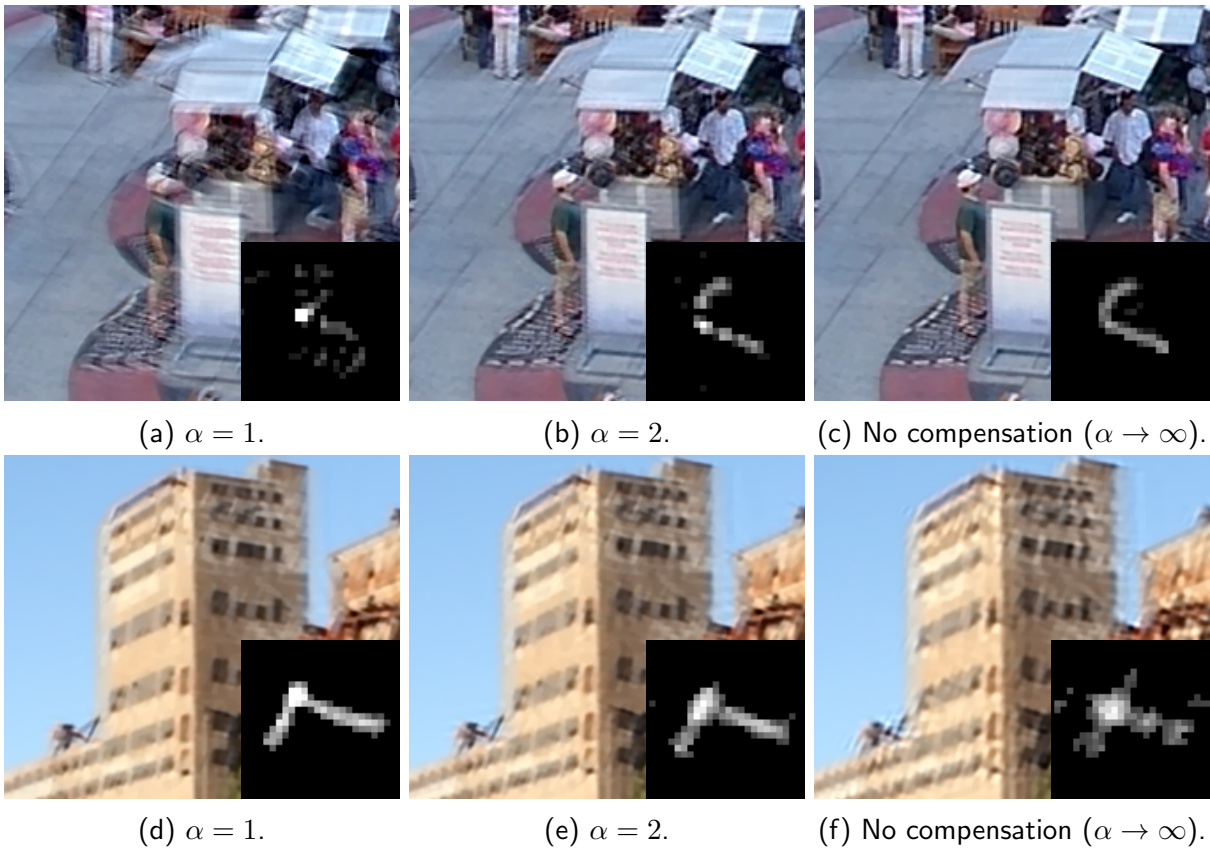 (a) α = 1.
(b) α = 2.
(c) No compensation (α → ∞).
(d) α = 1.
(e) α = 2.
(f) No compensation (α → ∞).